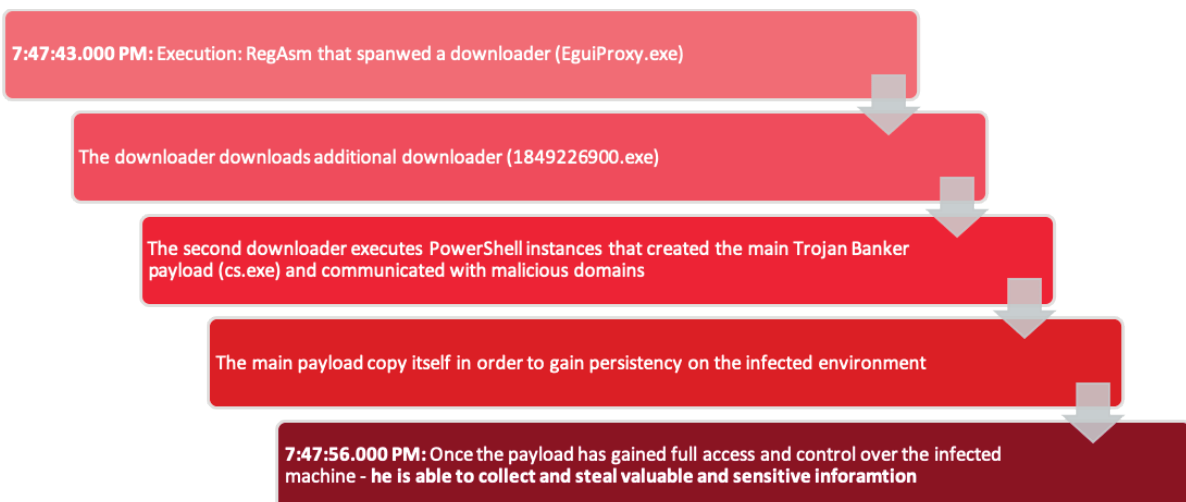 7:47:43.000 PM: Execution: RegAsm that spanwed a downloader (EguiProxy.exe)
The downloader downloads additional downloader (1849226900.exe)
The second downloader executes PowerShell instances that created the main Trojan Banker
payload (cs.exe) and communicated with malicious domains
The main payload copy itself in order to gain persistency on the infected environment
7:47:56.000 PM: Once the payload has gained full access and control over the infected
machine - he is able to collect and steal valuable and sensitive inforamtion